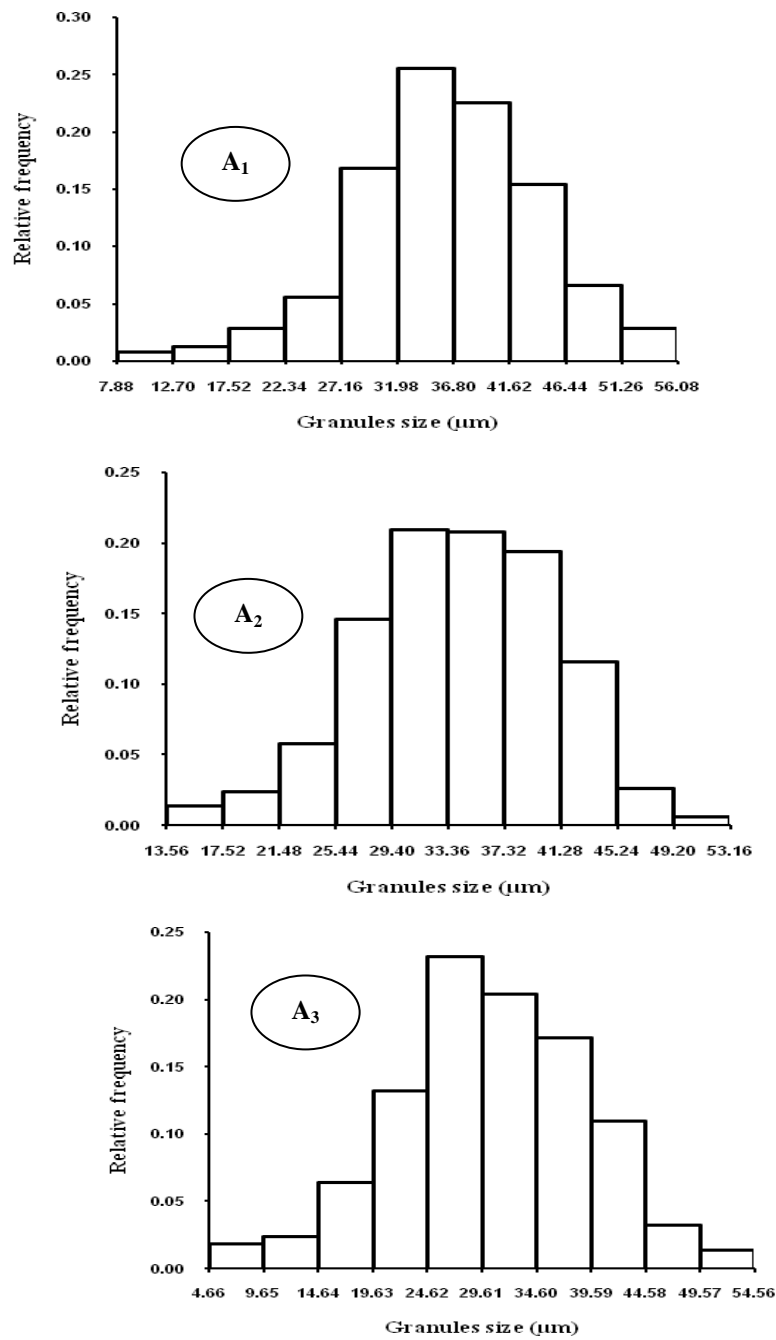 0.30
0.25
0.20
0.15
0.10
0.05
0.00
Relative frequency
A₁
7.88 12.70 17.52 22.34 27.16 31.98 36.80 41.62 46.44 51.26 56.08
Granules size (µm)
0.25
0.20
0.15
0.10
0.05
0.00
Relative frequency
A₂
13.56 17.52 21.48 25.44 29.40 33.36 37.32 41.28 45.24 49.20 53.16
Granules size (µm)
0.25
0.20
0.15
0.10
0.05
0.00
Relative frequency
A₃
4.66 9.65 14.64 19.63 24.62 29.61 34.60 39.59 44.58 49.57 54.56
Granules size (µm)